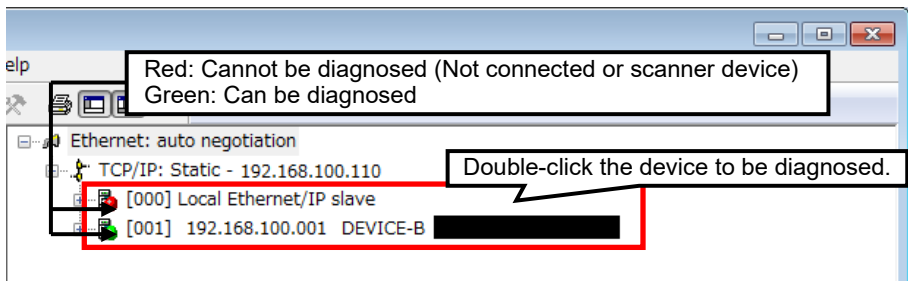 elp
Red: Cannot be diagnosed (Not connected or scanner device)
Green: Can be diagnosed
Ethernet: auto negotiation
TCP/IP: Static - 192.168.100.110
Double-click the device to be diagnosed.
[000] Local Ethernet/IP slave
[001] 192.168.100.001 DEVICE-B